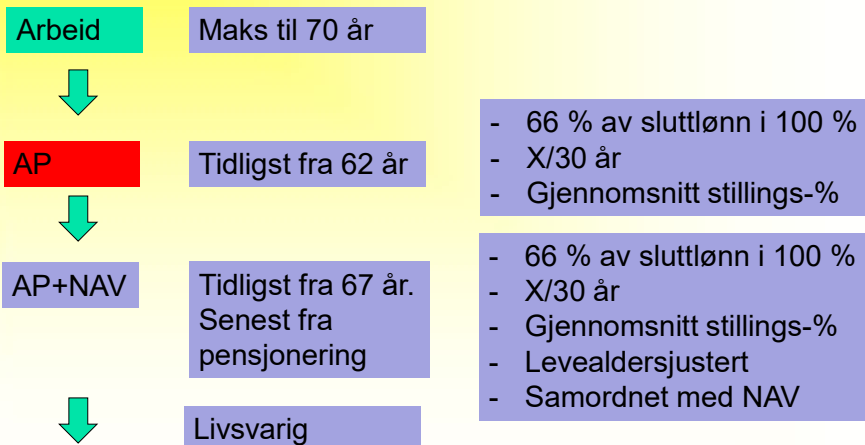 Arbeid
Maks til 70 år
AP
Tidligst fra 62 år
- 66 % av sluttlønn i 100 %
- X/30 år
- Gjennomsnitt stillings-%
AP+NAV
Tidligst fra 67 år.
Senest fra
pensjonering
- 66 % av sluttlønn i 100 %
- X/30 år
- Gjennomsnitt stillings-%
- Levealdersjustert
- Samordnet med NAV
Livsvarig